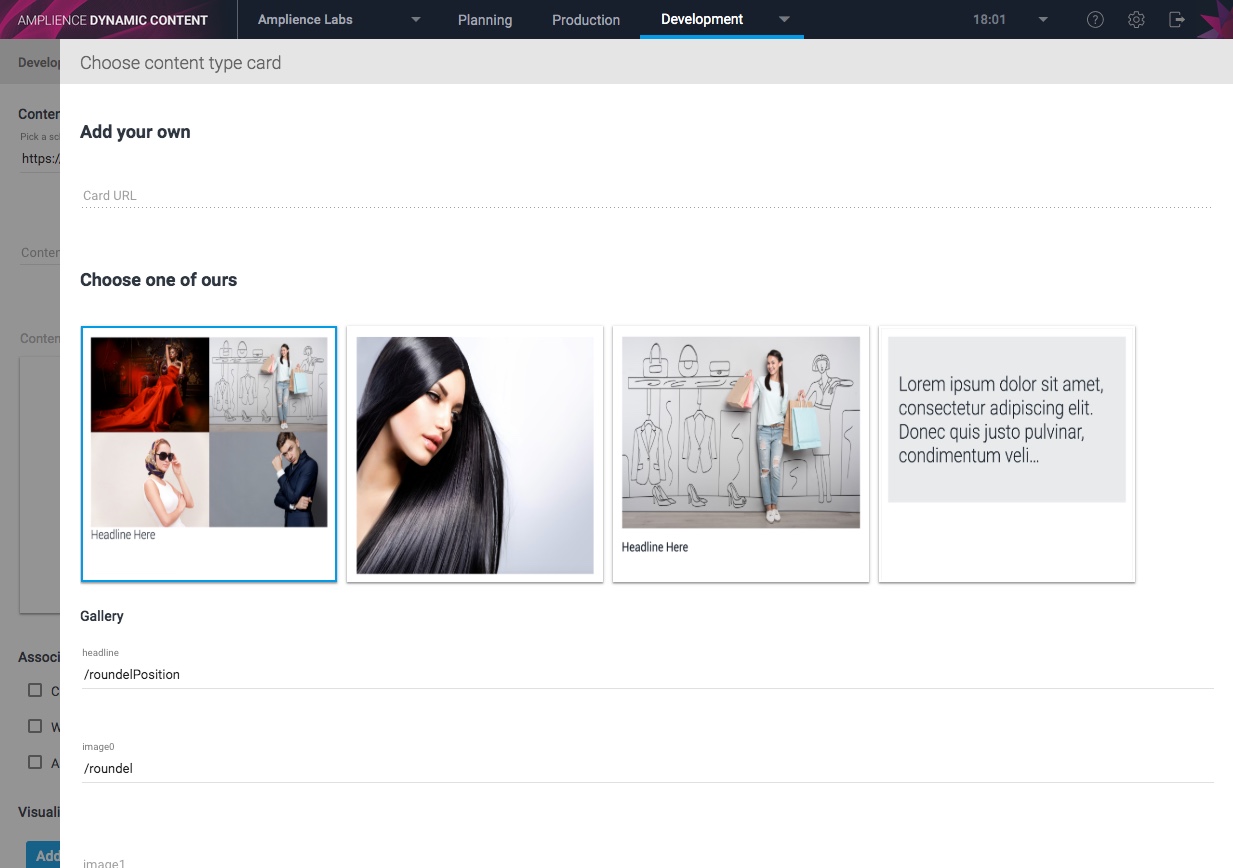 AMPLIENCE DYNAMIC CONTENT
Amplience Labs
Planning
Production
Development
18:01
Develop
Choose content type card
Conten
Pick a sc
https:/
Add your own
Card URL
Conten
Choose one of ours
Conten
Headline Here
Headline Here
Lorem ipsum dolor sit amet,
consectetur adipiscing elit.
Donec quis justo pulvinar,
condimentum veli...
Gallery
headline
/roundelPosition
Associ
C
W
A
image0
/roundel
Visuali
Add
image1